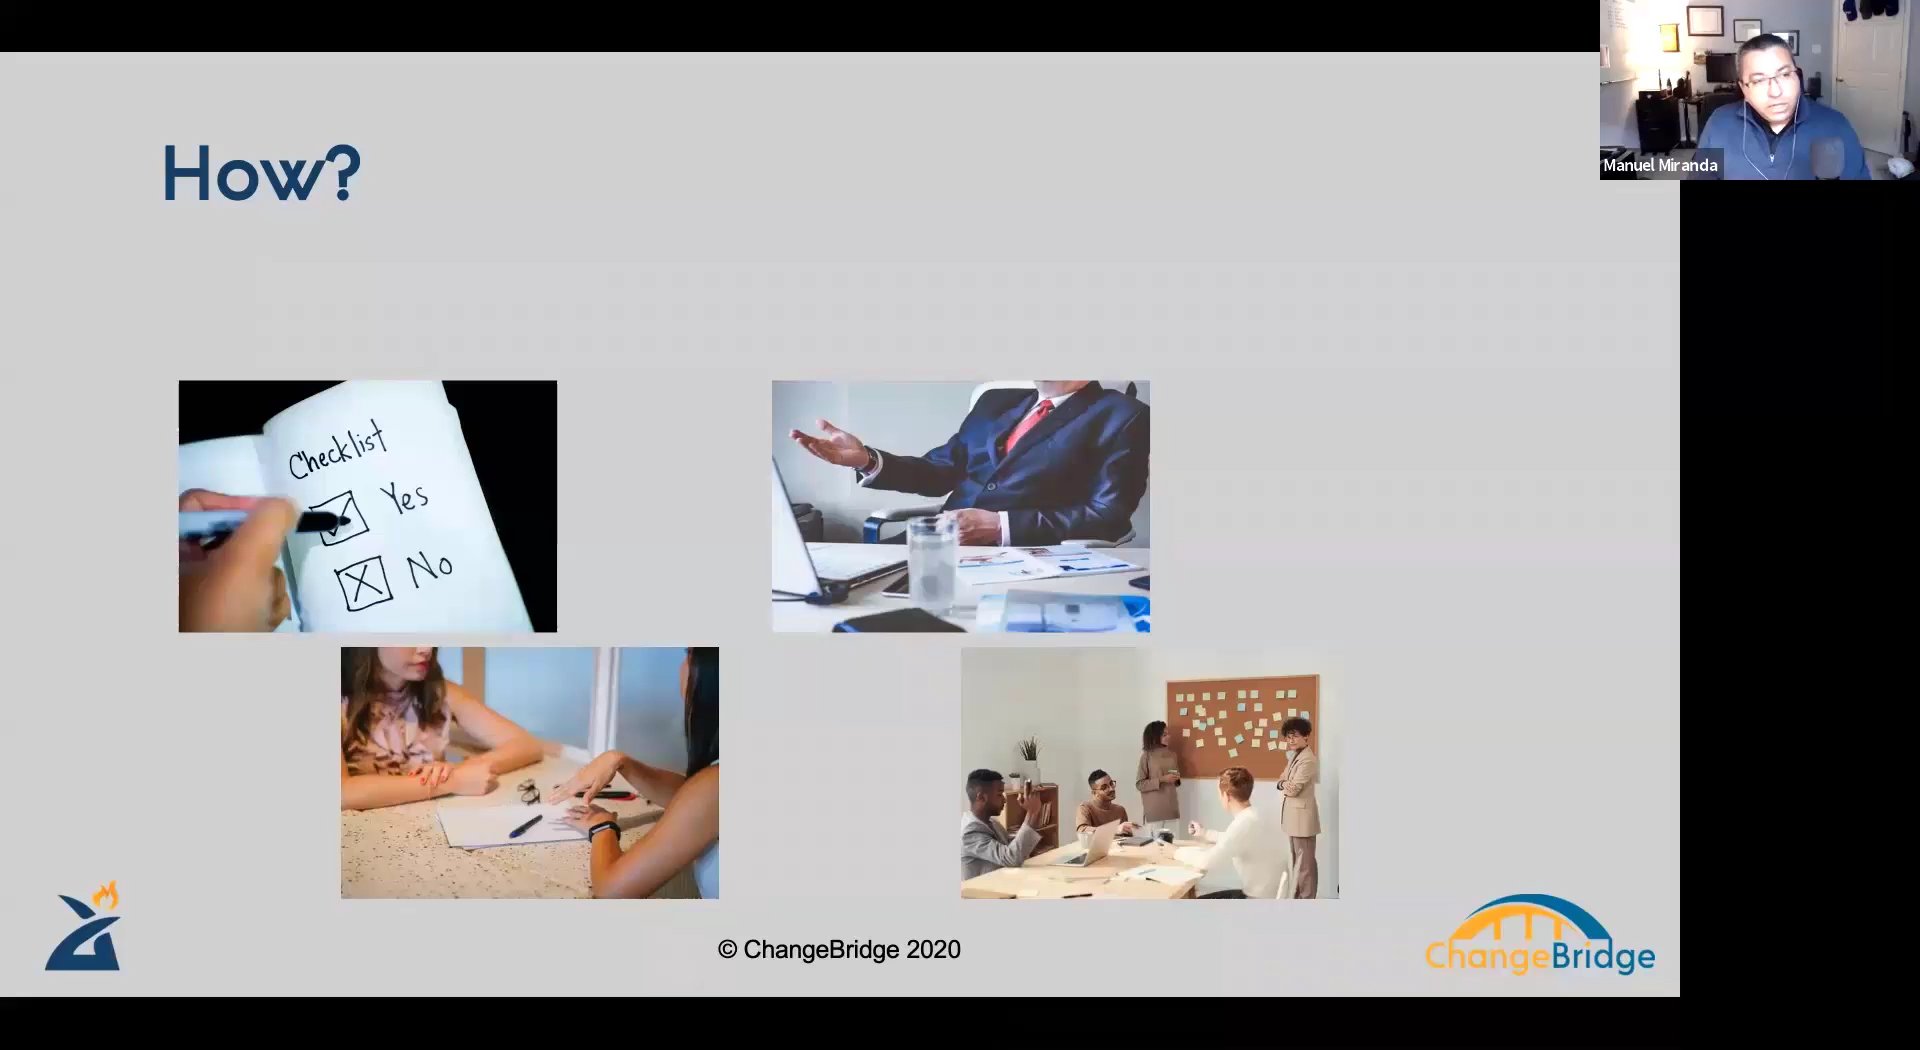 Manuel Miranda
How?
Checklist
Yes
No
© ChangeBridge 2020
ChangeBridge